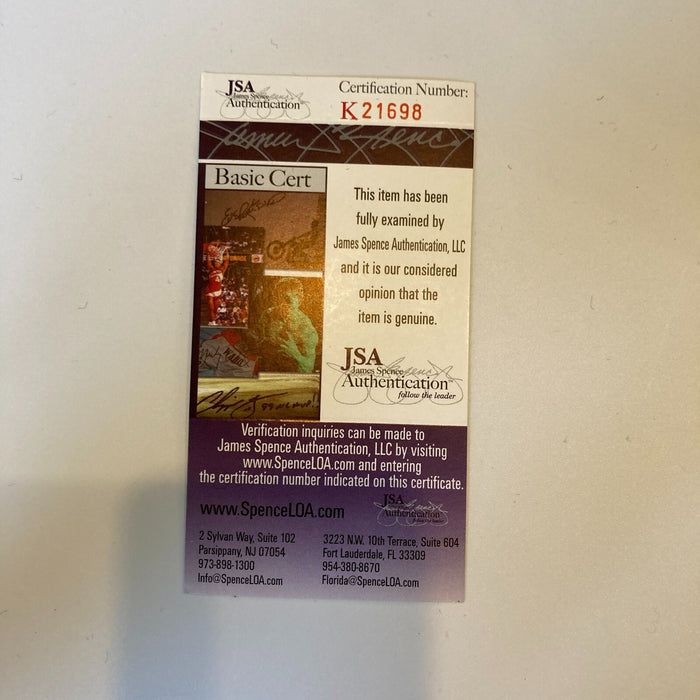 JSA
James Spence
Authentication
Certification Number:
K21698
James Spence
Basic Cert
This item has been
fully examined by
James Spence Authentication, LLC
and it is our considered
opinion that the
item is genuine.
JSA
James Spence
Authentication™
follow the leader
Verification inquiries can be made to
James Spence Authentication, LLC by visiting
www.SpenceLOA.com and entering
the certification number indicated on this certificate.
www.SpenceLOA.com
JSA
Authentication
2 Sylvan Way, Suite 102
Parsippany, NJ 07054
973-898-1300
Info@SpenceLOA.com
3223 N.W. 10th Terrace, Suite 604
Fort Lauderdale, FL 33309
954-380-8670
Florida@SpenceLOA.com